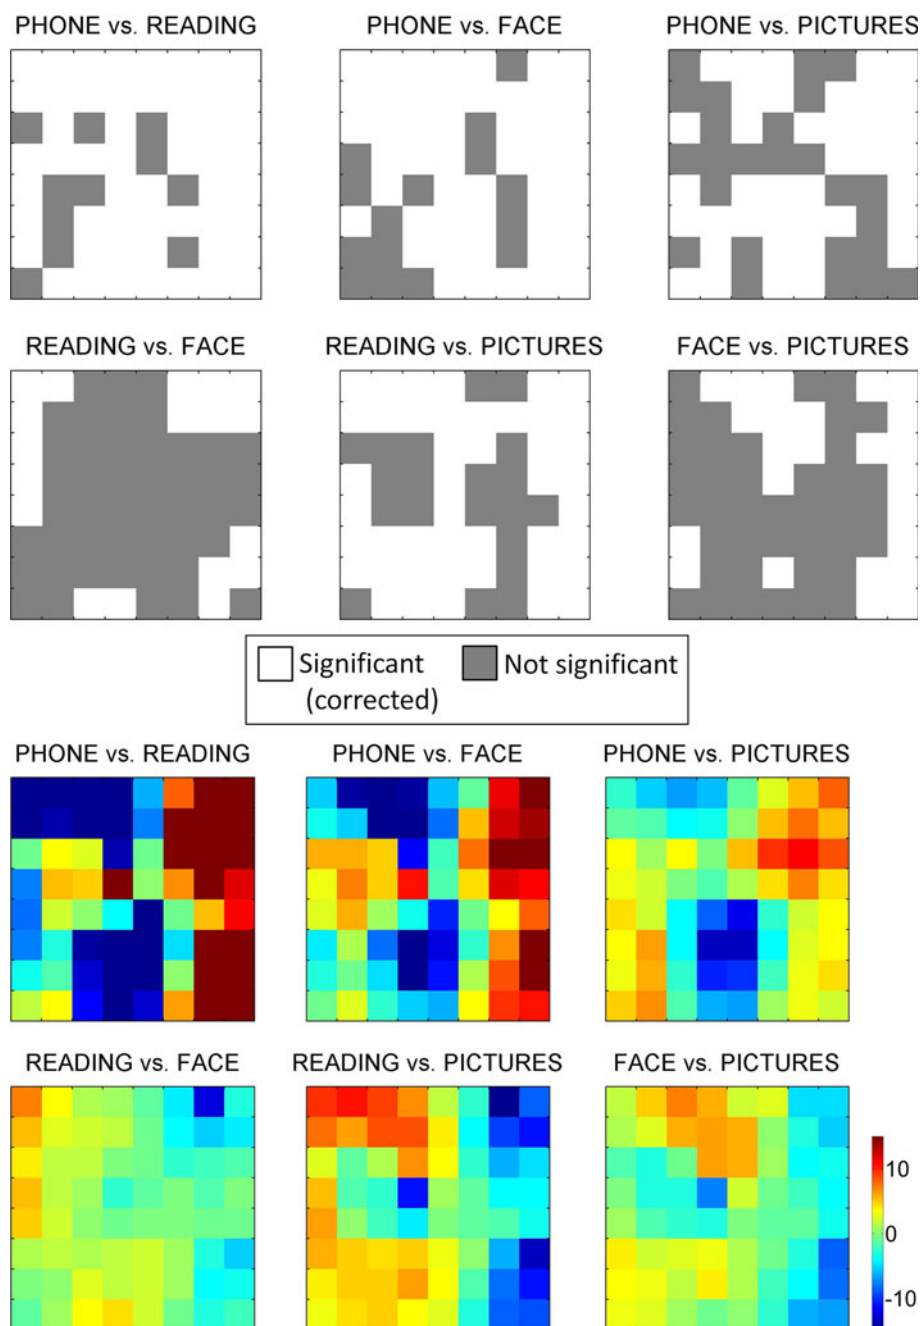 PHONE vs. READING PHONE vs. FACE PHONE vs. PICTURES
READING vs. FACE READING vs. PICTURES FACE vs. PICTURES
Significant Not significant
(corrected)
PHONE vs. READING PHONE vs. FACE PHONE vs. PICTURES
READING vs. FACE READING vs. PICTURES FACE vs. PICTURES
10
0
-10